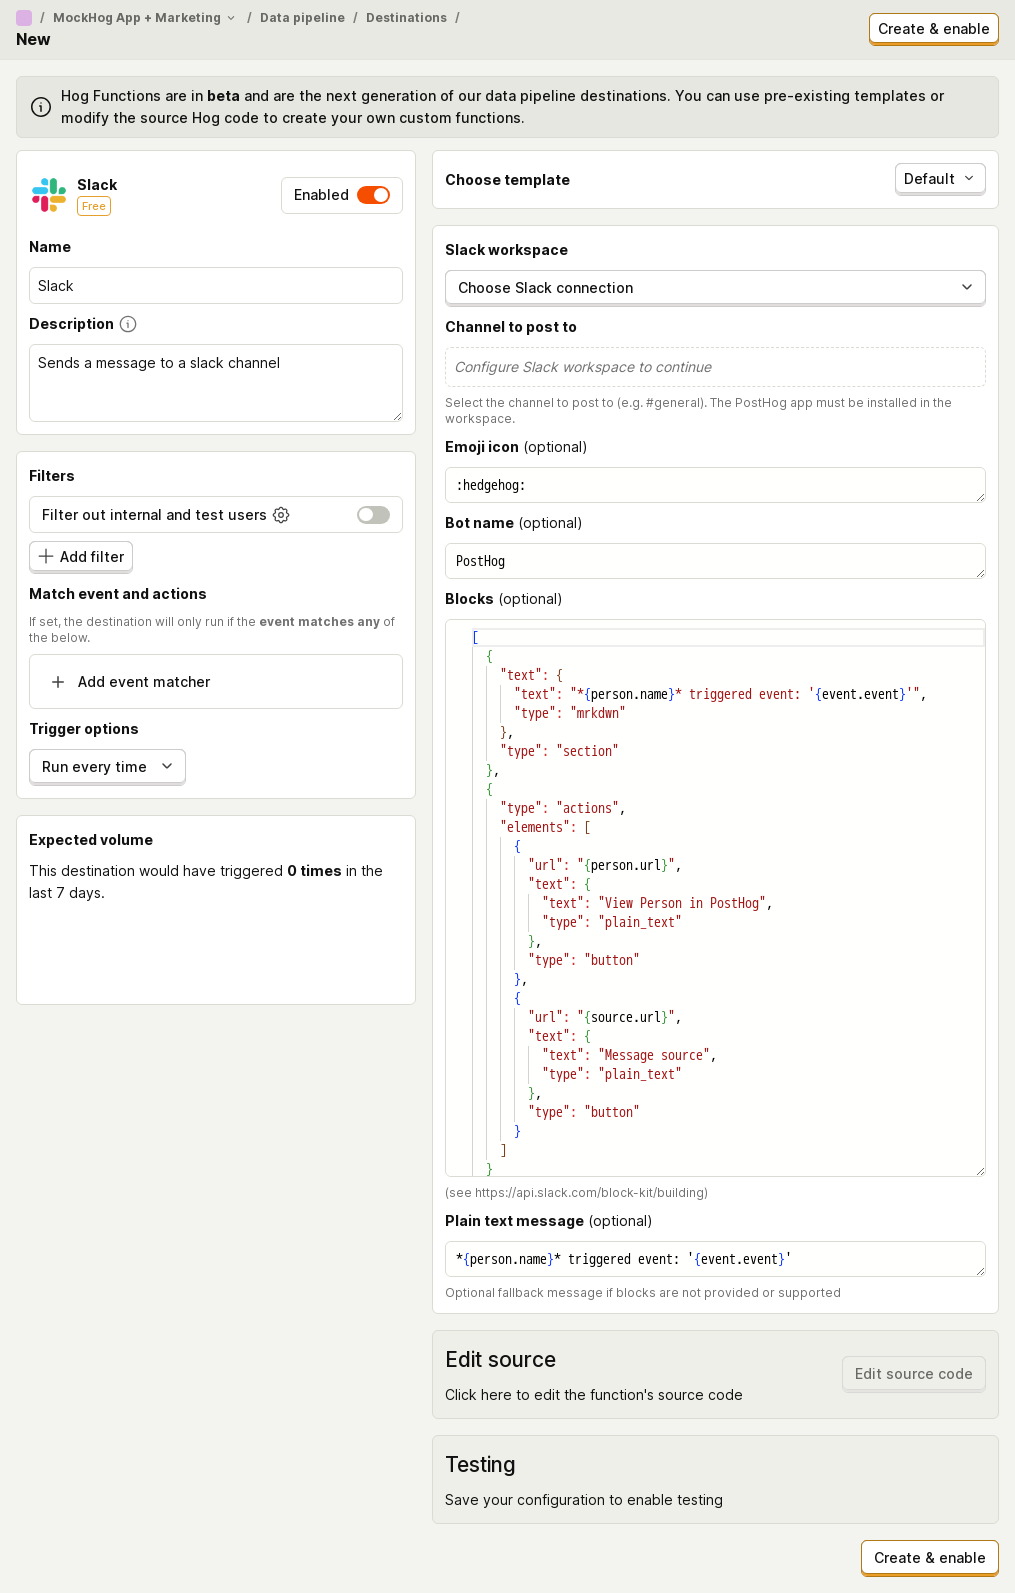 / MockHog App + Marketing / Data pipeline / Destinations /
New
Create & enable
Hog Functions are in beta and are the next generation of our data pipeline destinations. You can use pre-existing templates or
modify the source Hog code to create your own custom functions.
Slack
Free
Enabled
Name
Slack
Description
Sends a message to a slack channel
Filters
Filter out internal and test users
Add filter
Match event and actions
If set, the destination will only run if the event matches any of
the below.
Add event matcher
Trigger options
Run every time
Expected volume
This destination would have triggered 0 times in the
last 7 days.
Choose template
Default
Slack workspace
Choose Slack connection
Channel to post to
Configure Slack workspace to continue
Select the channel to post to (e.g. #general). The PostHog app must be installed in the
workspace.
Emoji icon (optional)
:hedgehog:
Bot name (optional)
PostHog
Blocks (optional)
[
{
"text": {
"text": "*{person.name}* triggered event: '{event.event}'",
"type": "mrkdwn"
},
"type": "section"
},
{
"type": "actions",
"elements": [
{
"url": "{person.url}",
"text": {
"text": "View Person in PostHog",
"type": "plain_text"
},
"type": "button"
},
{
"url": "{source.url}",
"text": {
"text": "Message source",
"type": "plain_text"
},
"type": "button"
}
]
}
(see https://api.slack.com/block-kit/building)
Plain text message (optional)
*{person.name}* triggered event: '{event.event}'
Optional fallback message if blocks are not provided or supported
Edit source
Click here to edit the function's source code
Edit source code
Testing
Save your configuration to enable testing
Create & enable